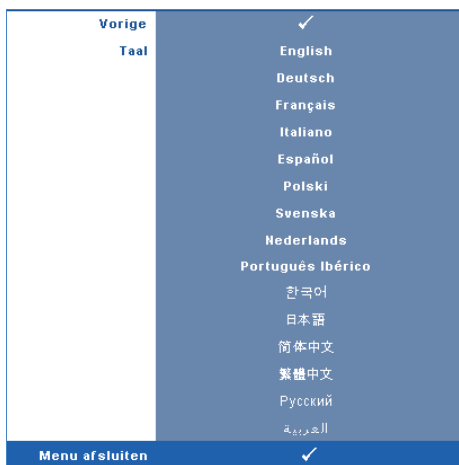 Vorige ✓
Taal English
Deutsch
Français
Italiano
Español
Polski
Svenska
Nederlands
Português Ibérico
한국어
日本語
简体中文
繁體中文
Русский
العربية
Menu afsluiten ✓